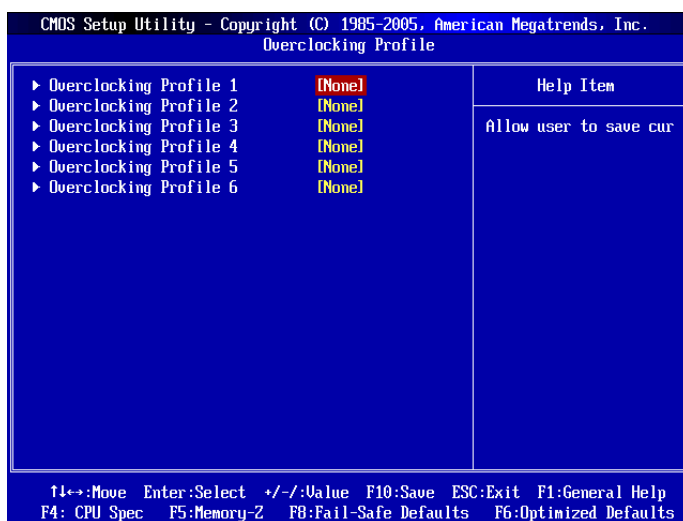 CMOS Setup Utility - Copyright (C) 1985-2005, American Megatrends, Inc.
Overclocking Profile
▶ Overclocking Profile 1 [None]
▶ Overclocking Profile 2 [None]
▶ Overclocking Profile 3 [None]
▶ Overclocking Profile 4 [None]
▶ Overclocking Profile 5 [None]
▶ Overclocking Profile 6 [None]
Help Item
Allow user to save cur
↑↓←→:Move Enter:Select +/-/:Value F10:Save ESC:Exit F1:General Help
F4: CPU Spec F5:Memory-Z F8:Fail-Safe Defaults F6:Optimized Defaults